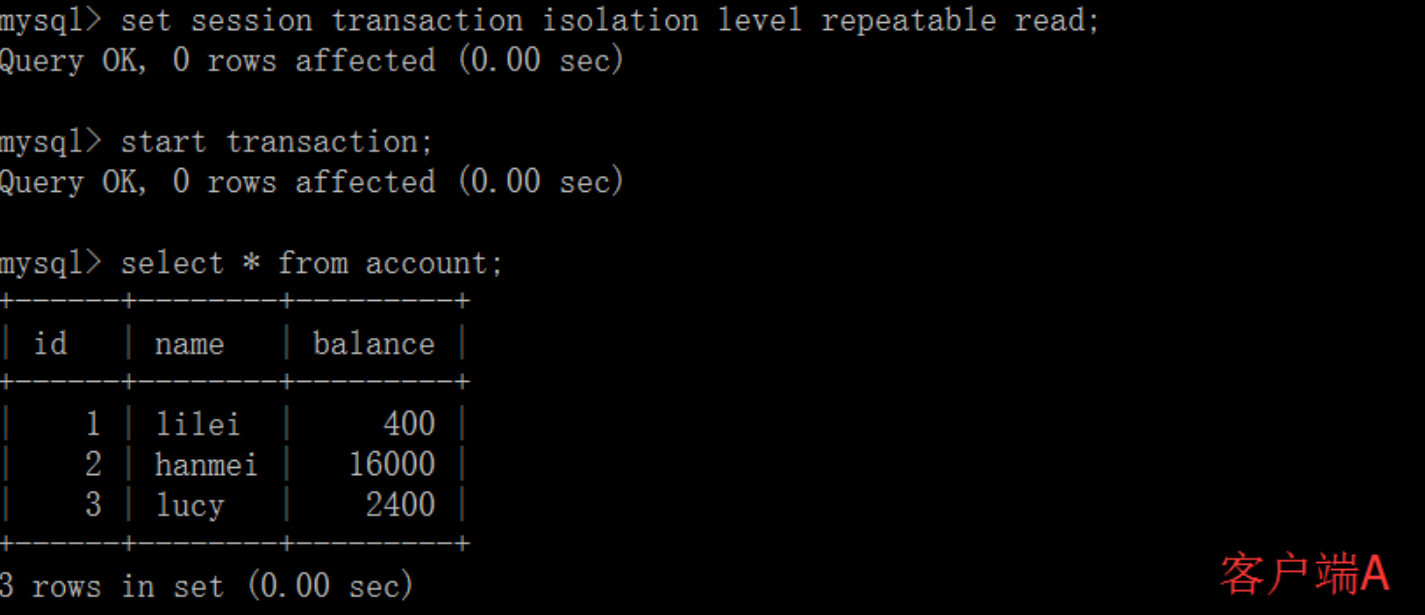 mysql> set session transaction isolation level repeatable read;
Query OK, 0 rows affected (0.00 sec)
mysql> start transaction;
Query OK, 0 rows affected (0.00 sec)
mysql> select * from account;
+------+--------+---------+
| id   | name   | balance |
+------+--------+---------+
|    1 | lilei  |     400 |
|    2 | hanmei |   16000 |
|    3 | lucy   |    2400 |
+------+--------+---------+
3 rows in set (0.00 sec)
客户端A